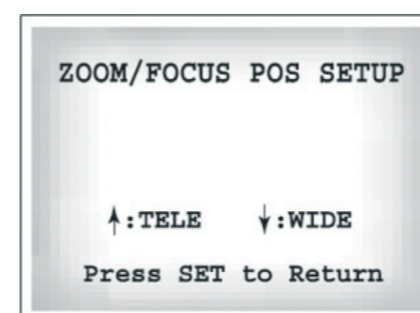 ZOOM/FOCUS POS SETUP
↑:TELE ↓:WIDE
Press SET to Return